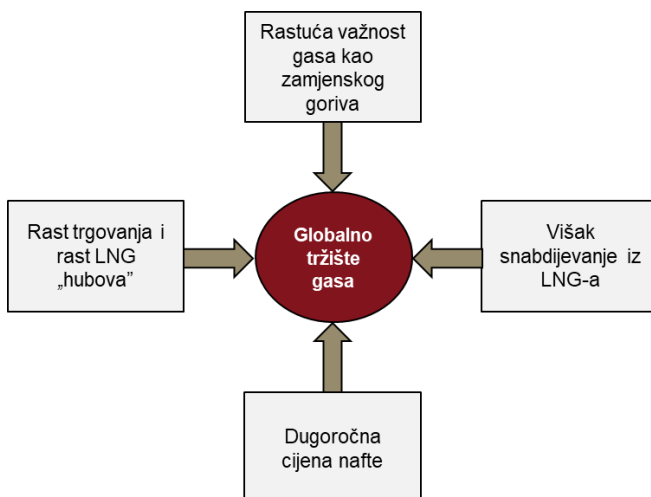 Rastuća važnost
gasa kao
zamjenskog
goriva
Rast trgovanja i
rast LNG
„hubova”
Globalno
tržište
gasa
Višak
snabdijevanje iz
LNG-a
Dugoročna
cijena nafte